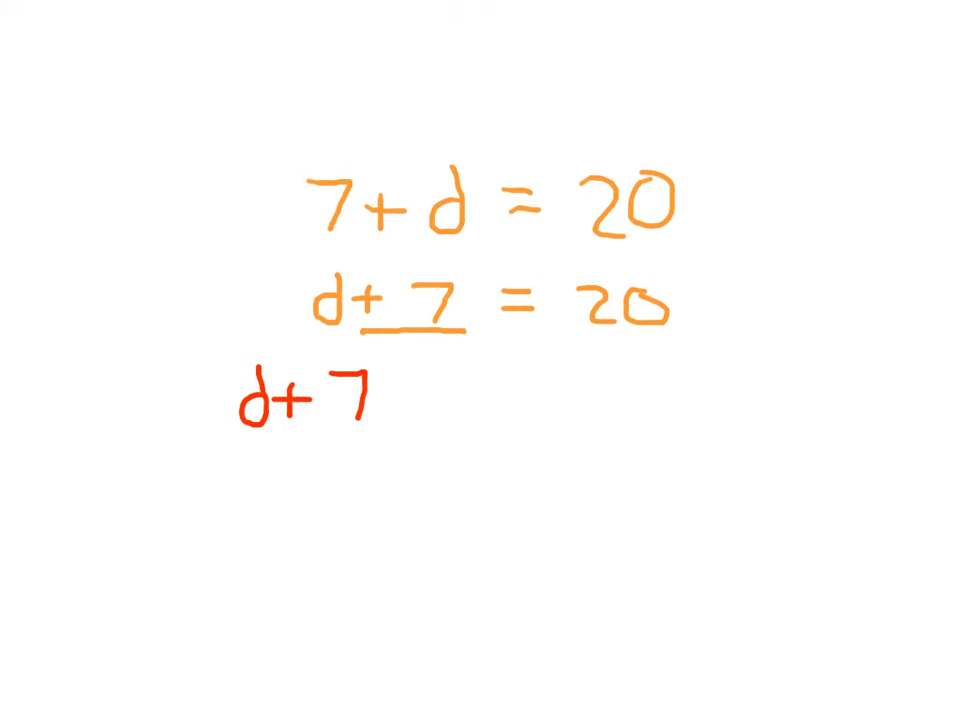 7 + d = 20
d + 7 = 20
d + 7